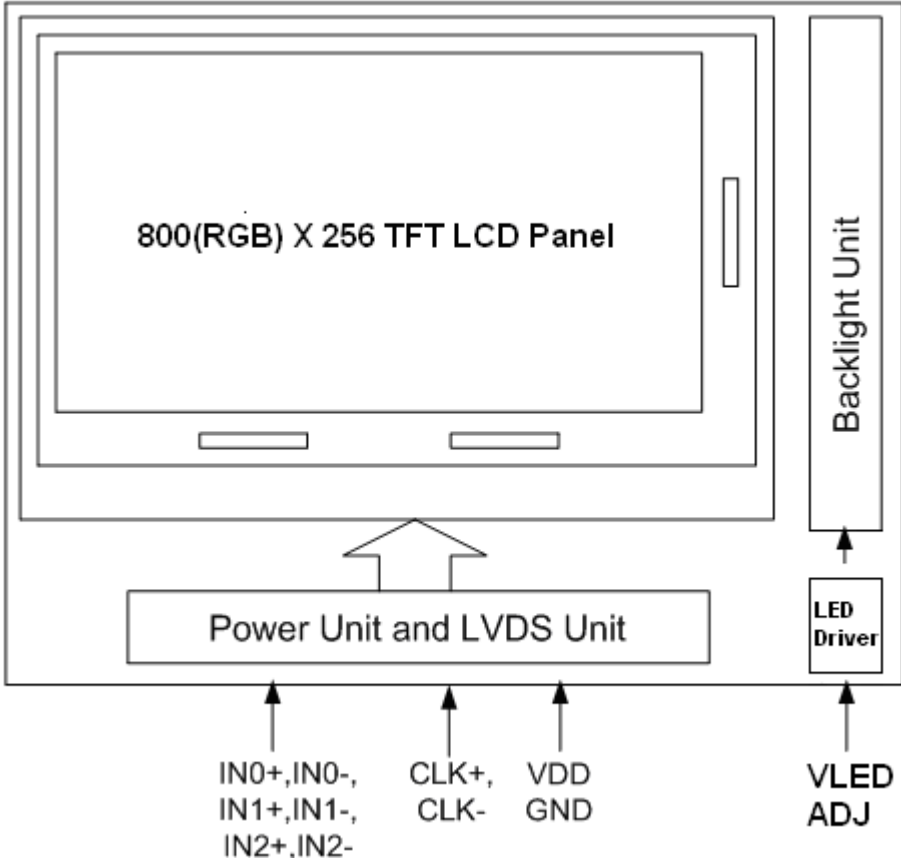 800(RGB) X 256 TFT LCD Panel
Backlight Unit
Power Unit and LVDS Unit
LED
Driver
IN0+,IN0-,
IN1+,IN1-,
IN2+,IN2-
CLK+,
CLK-
VDD
GND
VLED
ADJ